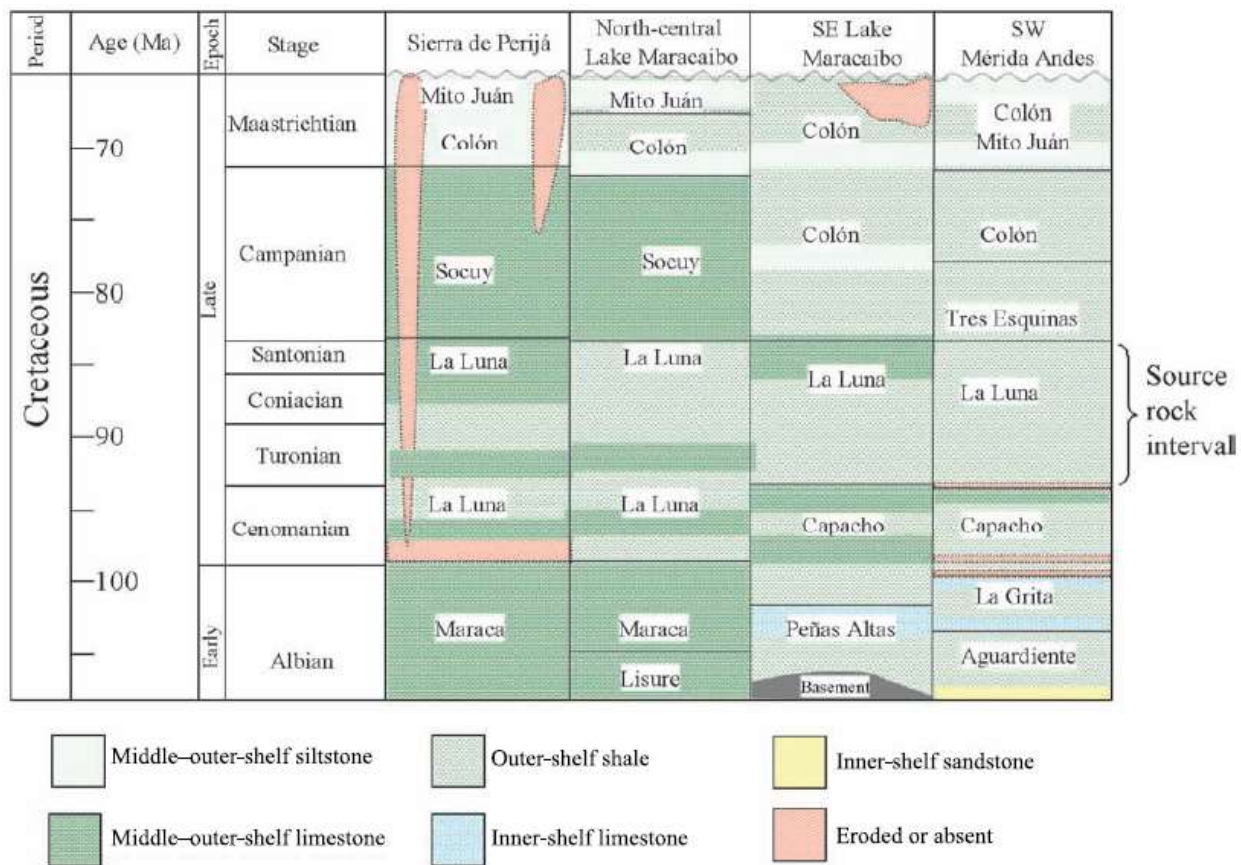 Period
Age (Ma)
Epoch
Stage
Sierra de Perijá
North-central
Lake Maracaibo
SE Lake
Maracaibo
SW
Mérida Andes
Cretaceous
70
80
90
100
Late
Early
Maastrichtian
Campanian
Santonian
Coniacian
Turonian
Cenomanian
Albian
Mito Juán
Colón
Socuy
La Luna
La Luna
Maraca
Mito Juán
Colón
Socuy
La Luna
La Luna
Maraca
Lisure
Colón
Colón
La Luna
Capacho
Peñas Altas
Basement
Colón
Mito Juán
Colón
Tres Esquinas
La Luna
Capacho
La Grita
Aguardiente
Source
rock
interval
Middle–outer-shelf siltstone
Outer-shelf shale
Inner-shelf sandstone
Middle–outer-shelf limestone
Inner-shelf limestone
Eroded or absent